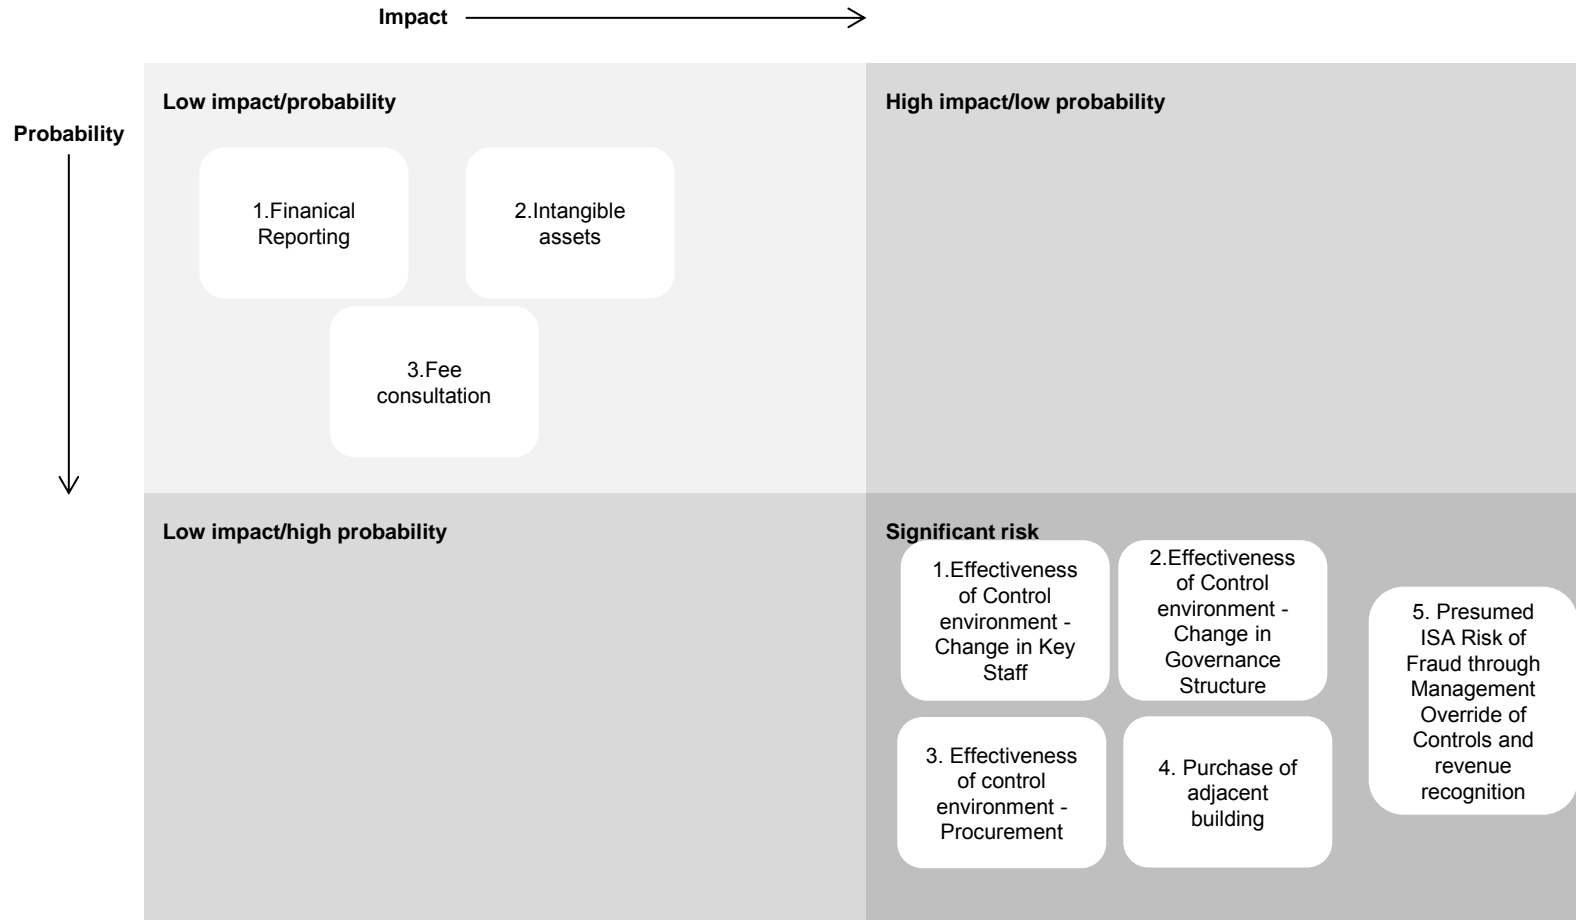 Impact
Probability
Low impact/probability
1.Finanical
Reporting
2.Intangible
assets
3.Fee
consultation
High impact/low probability
Low impact/high probability
Significant risk
1.Effectiveness
of Control
environment -
Change in Key
Staff
2.Effectiveness
of Control
environment -
Change in
Governance
Structure
3. Effectiveness
of control
environment -
Procurement
4. Purchase of
adjacent
building
5. Presumed
ISA Risk of
Fraud through
Management
Override of
Controls and
revenue
recognition